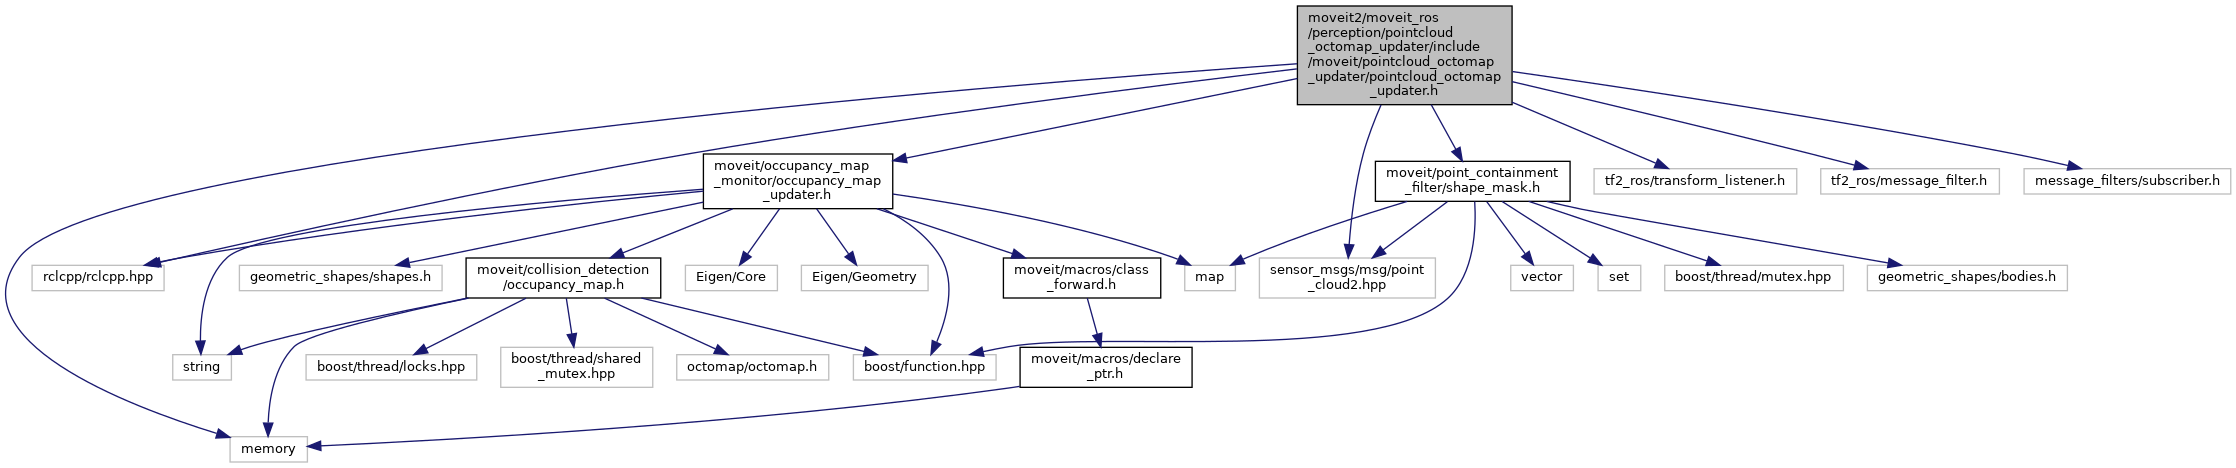 moveit2/moveit_ros
/perception/pointcloud
_octomap_updater/include
/moveit/pointcloud_octomap
_updater/pointcloud_octomap
_updater.h
moveit/occupancy_map
_monitor/occupancy_map
_updater.h
moveit/point_containment
_filter/shape_mask.h
tf2_ros/transform_listener.h
tf2_ros/message_filter.h
message_filters/subscriber.h
rclcpp/rclcpp.hpp
geometric_shapes/shapes.h
moveit/collision_detection
/occupancy_map.h
Eigen/Core
Eigen/Geometry
moveit/macros/class
_forward.h
map
sensor_msgs/msg/point
_cloud2.hpp
vector
set
boost/thread/mutex.hpp
geometric_shapes/bodies.h
string
boost/thread/locks.hpp
boost/thread/shared
_mutex.hpp
octomap/octomap.h
boost/function.hpp
moveit/macros/declare
_ptr.h
memory